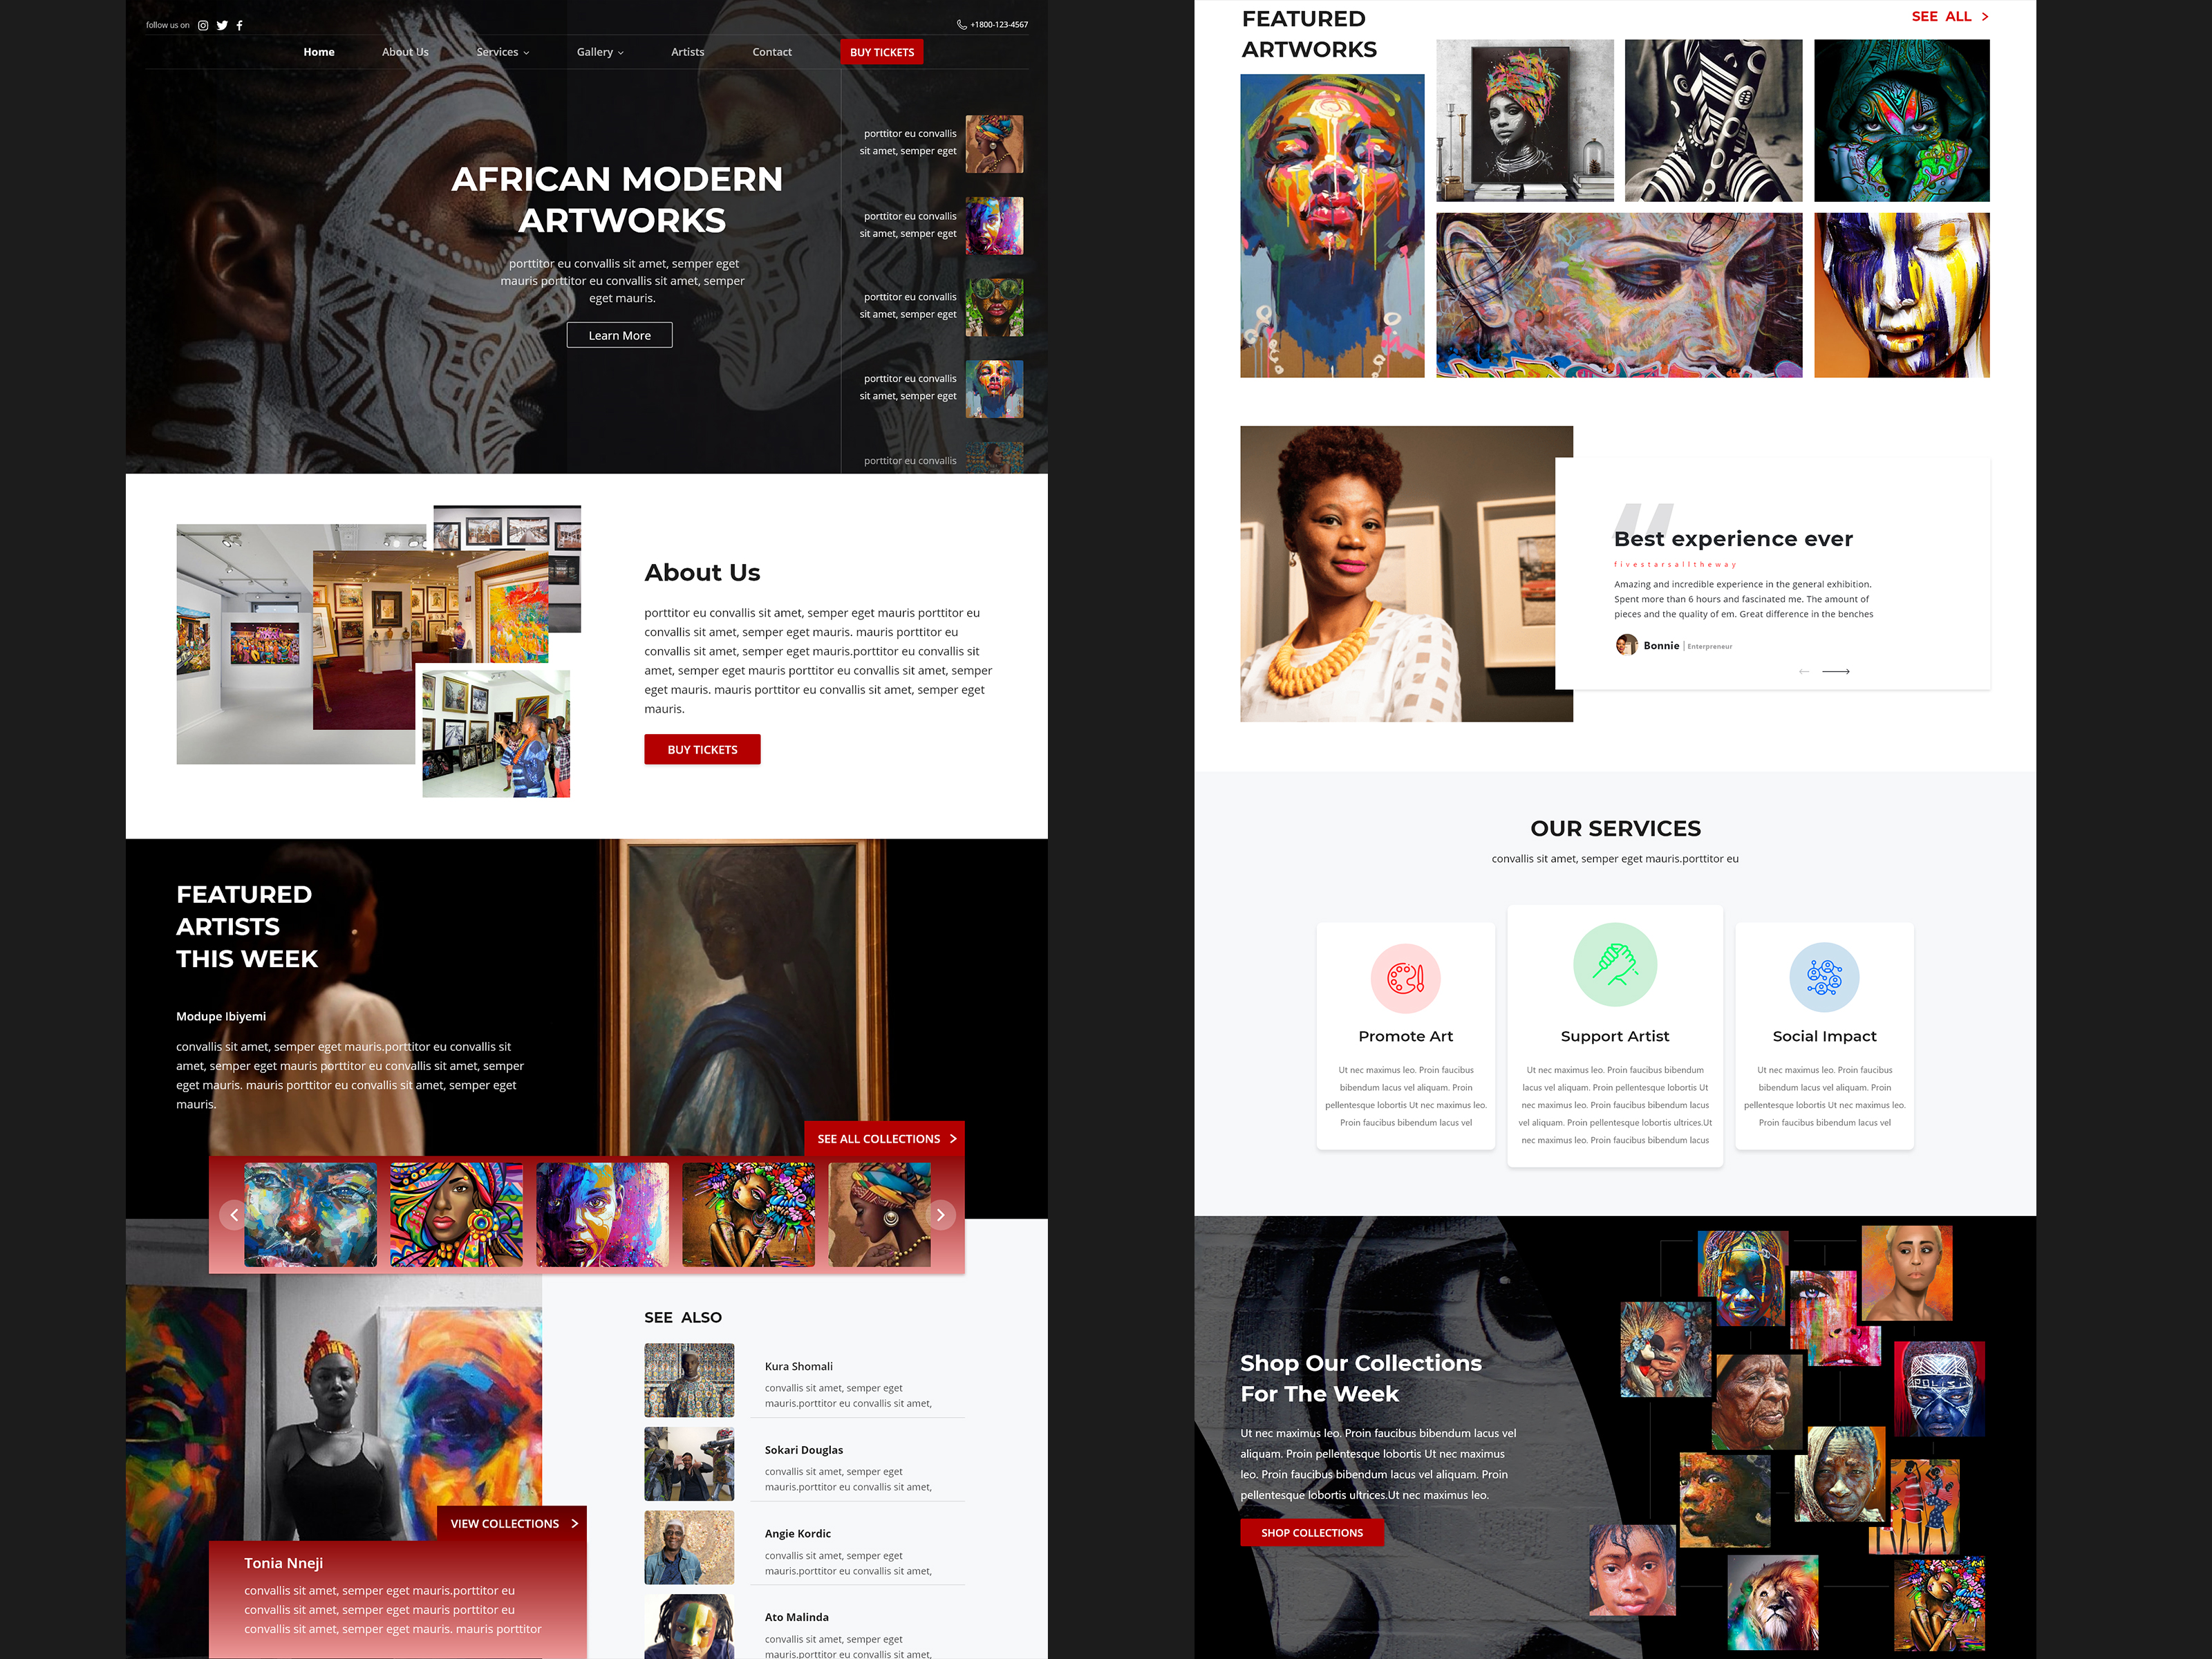 follow us on
+1800-123-4567
Home
About Us
Services
Gallery
Artists
Contact
BUY TICKETS
AFRICAN MODERN
ARTWORKS
porttitor eu convallis sit amet, semper eget
mauris porttitor eu convallis sit amet, semper
eget mauris.
Learn More
porttitor eu convallis
sit amet, semper eget
porttitor eu convallis
sit amet, semper eget
porttitor eu convallis
sit amet, semper eget
porttitor eu convallis
sit amet, semper eget
porttitor eu convallis
About Us
porttitor eu convallis sit amet, semper eget mauris porttitor eu
convallis sit amet, semper eget mauris. mauris porttitor eu
convallis sit amet, semper eget mauris.porttitor eu convallis sit
amet, semper eget mauris porttitor eu convallis sit amet, semper
eget mauris. mauris porttitor eu convallis sit amet, semper eget
mauris.
BUY TICKETS
FEATURED
ARTISTS
THIS WEEK
Modupe Ibiyemi
convallis sit amet, semper eget mauris.porttitor eu convallis sit
amet, semper eget mauris porttitor eu convallis sit amet, semper
eget mauris. mauris porttitor eu convallis sit amet, semper eget
mauris.
SEE ALL COLLECTIONS
VIEW COLLECTIONS
Tonia Nneji
convallis sit amet, semper eget mauris.porttitor eu
convallis sit amet, semper eget mauris porttitor eu
convallis sit amet, semper eget mauris. mauris porttitor
SEE ALSO
Kura Shomali
convallis sit amet, semper eget
mauris.porttitor eu convallis sit amet,
Sokari Douglas
convallis sit amet, semper eget
mauris.porttitor eu convallis sit amet,
Angie Kordic
convallis sit amet, semper eget
mauris.porttitor eu convallis sit amet,
Ato Malinda
convallis sit amet, semper eget
mauris.porttitor eu convallis sit amet,
FEATURED
ARTWORKS
SEE ALL
Best experience ever
fivestarsalltheway
Amazing and incredible experience in the general exhibition.
Spent more than 6 hours and fascinated me. The amount of
pieces and the quality of em. Great difference in the benches
Bonnie | Enterpreneur
OUR SERVICES
convallis sit amet, semper eget mauris.porttitor eu
Promote Art
Ut nec maximus leo. Proin faucibus
bibendum lacus vel aliquam. Proin
pellentesque lobortis Ut nec maximus leo.
Proin faucibus bibendum lacus vel
Support Artist
Ut nec maximus leo. Proin faucibus bibendum
lacus vel aliquam. Proin pellentesque lobortis Ut
nec maximus leo. Proin faucibus bibendum lacus
vel aliquam. Proin pellentesque lobortis ultrices.Ut
nec maximus leo. Proin faucibus bibendum lacus
Social Impact
Ut nec maximus leo. Proin faucibus
bibendum lacus vel aliquam. Proin
pellentesque lobortis Ut nec maximus leo.
Proin faucibus bibendum lacus vel
Shop Our Collections
For The Week
Ut nec maximus leo. Proin faucibus bibendum lacus vel
aliquam. Proin pellentesque lobortis Ut nec maximus
leo. Proin faucibus bibendum lacus vel aliquam. Proin
pellentesque lobortis ultrices.Ut nec maximus leo.
SHOP COLLECTIONS